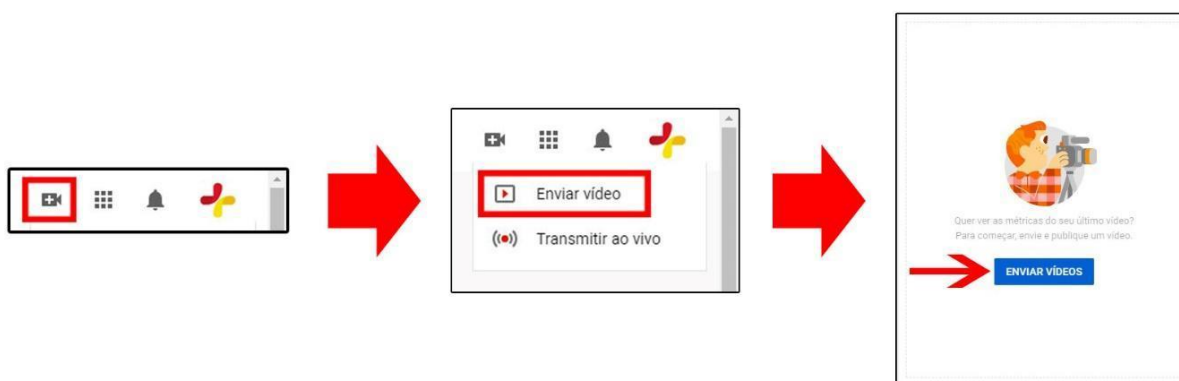 Enviar vídeo
Transmitir ao vivo
Quer ver as métricas do seu último vídeo?
Para começar, envie e publique um vídeo.
ENVIAR VÍDEOS